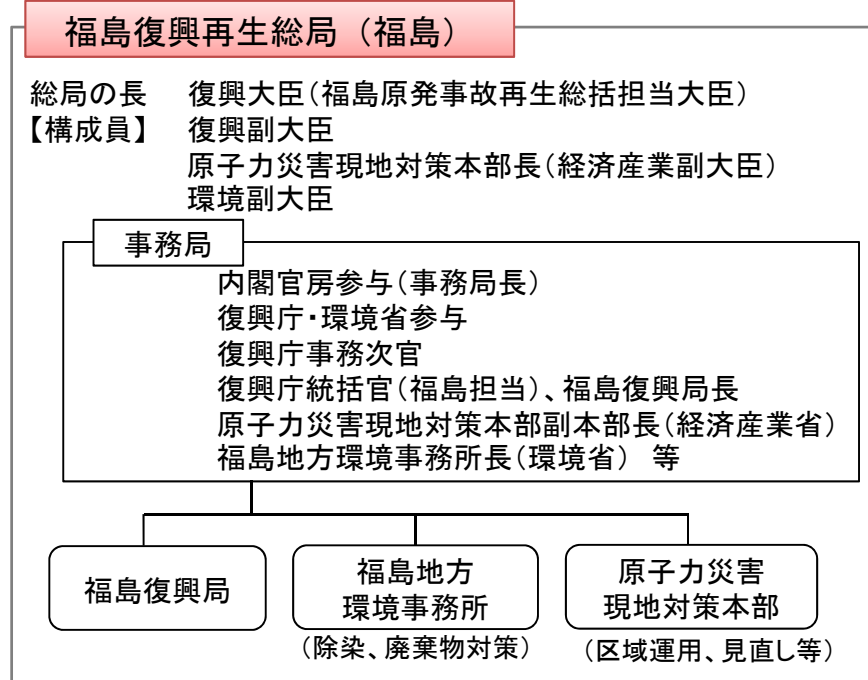 福島復興再生総局（福島）
総局の長　復興大臣（福島原発事故再生総括担当大臣）
【構成員】　復興副大臣
原子力災害現地対策本部長（経済産業副大臣）
環境副大臣
事務局
内閣官房参与（事務局長）
復興庁・環境省参与
復興庁事務次官
復興庁統括官（福島担当）、福島復興局長
原子力災害現地対策本部副本部長（経済産業省）
福島地方環境事務所長（環境省）　等
福島復興局
福島地方
環境事務所
（除染、廃棄物対策）
原子力災害
現地対策本部
（区域運用、見直し等）